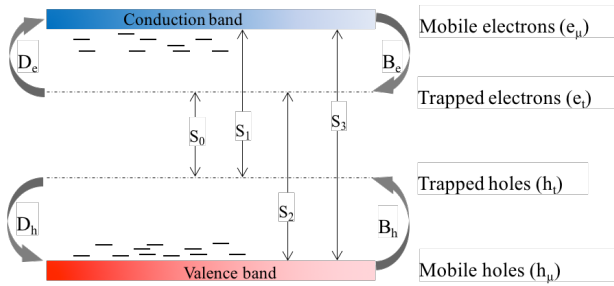 Conduction band
Mobile electrons (eμ)
De
Be
Trapped electrons (et)
S0
S1
S3
S2
Trapped holes (ht)
Dh
Bh
Valence band
Mobile holes (hμ)